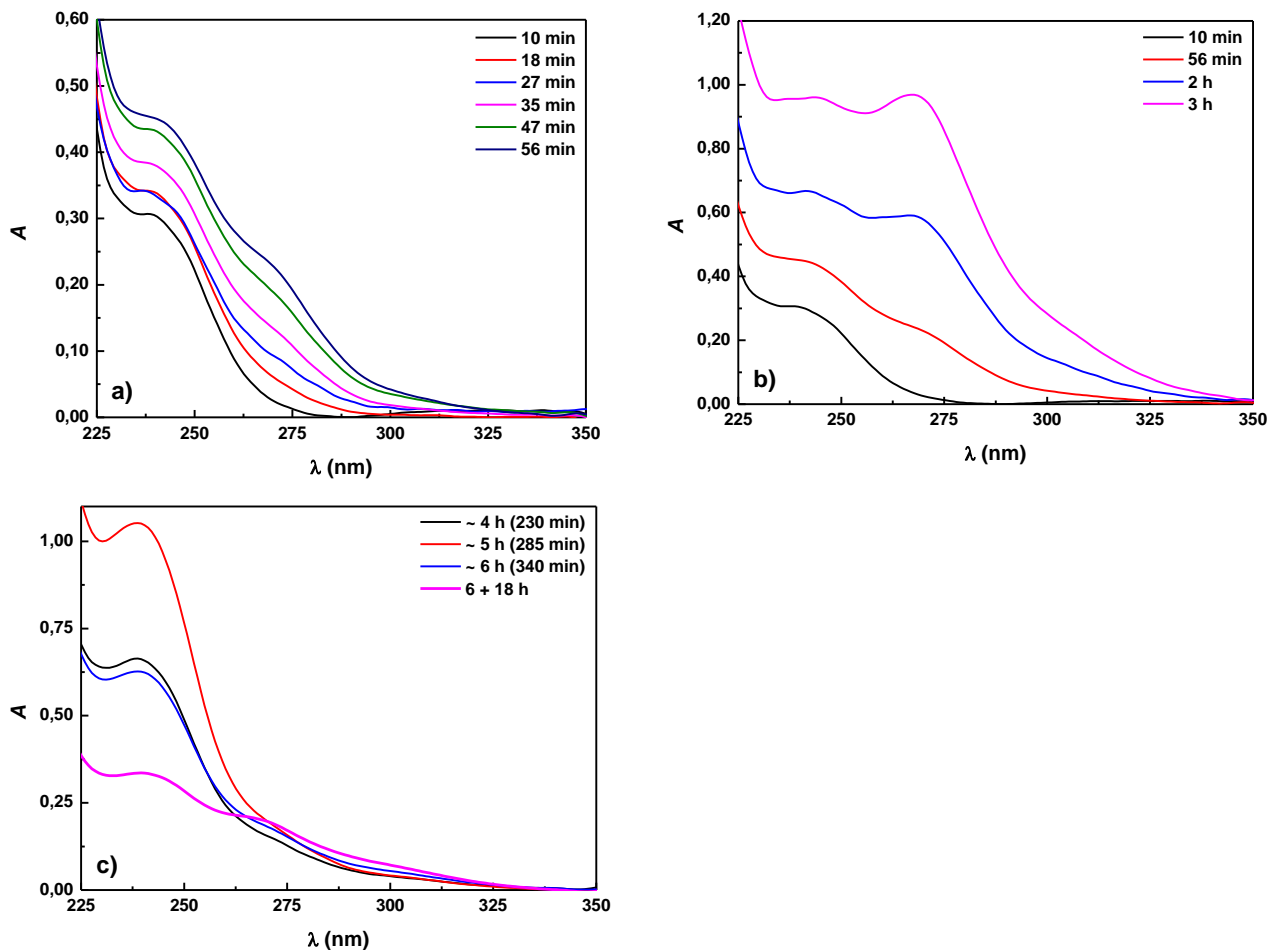 0,60
0,50
0,40
0,30
0,20
0,10
0,00
A
10 min
18 min
27 min
35 min
47 min
56 min
a)
225 250 275 300 325 350
λ (nm)
1,20
1,00
0,80
0,60
0,40
0,20
0,00
A
10 min
56 min
2 h
3 h
b)
225 250 275 300 325 350
λ (nm)
1,00
0,75
0,50
0,25
0,00
A
~ 4 h (230 min)
~ 5 h (285 min)
~ 6 h (340 min)
6 + 18 h
c)
225 250 275 300 325 350
λ (nm)